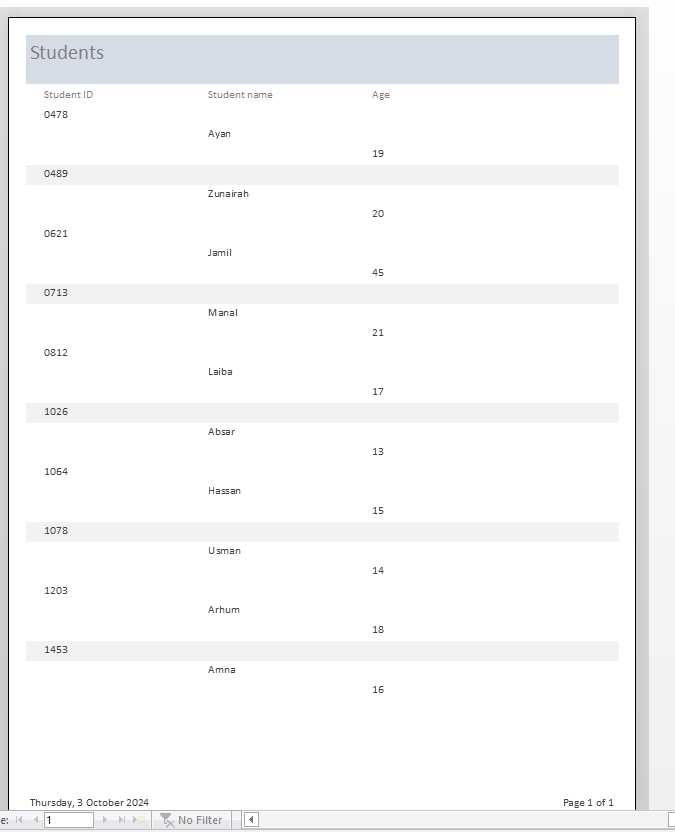 Students
Student ID Student name Age
0478
Ayan
19
0489
Zunairah
20
0621
Jamil
45
0713
Manal
21
0812
Laiba
17
1026
Absar
13
1064
Hassan
15
1078
Usman
14
1203
Arhum
18
1453
Amna
16
Thursday, 3 October 2024 Page 1 of 1
e: 1 No Filter